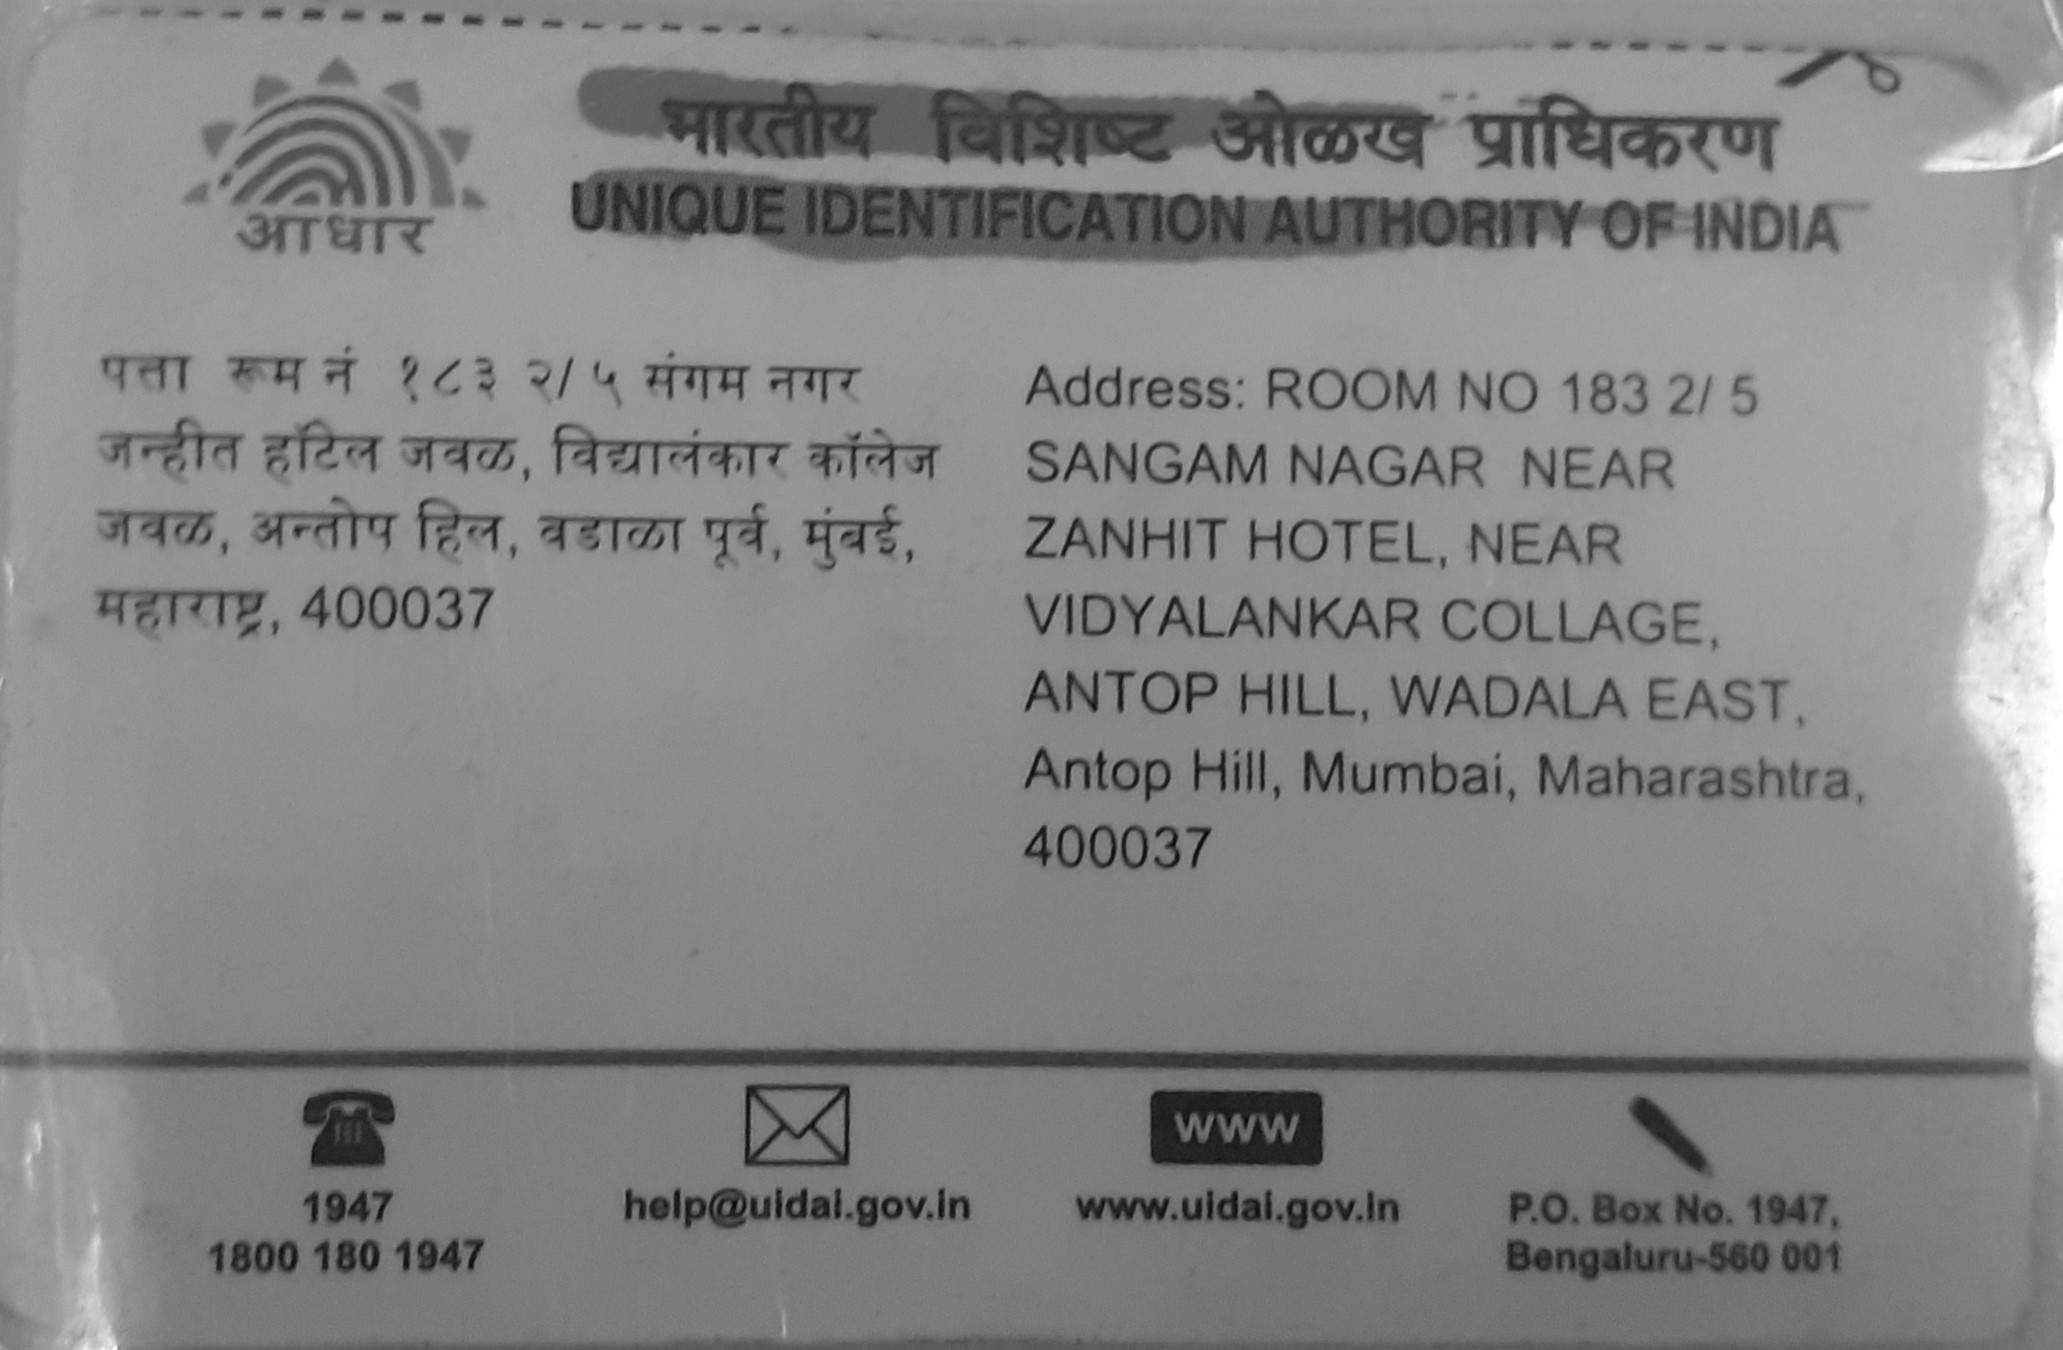 आधार
भारतीय विशिष्ट ओळख प्राधिकरण
UNIQUE IDENTIFICATION AUTHORITY OF INDIA
पत्ता रूम नं १८३ २/ ५ संगम नगर
जन्हीत हॉटेल जवळ, विद्यालंकार कॉलेज
जवळ, अन्तोप हिल, वडाळा पूर्व, मुंबई,
महाराष्ट्र, 400037
Address: ROOM NO 183 2/ 5
SANGAM NAGAR NEAR
ZANHIT HOTEL, NEAR
VIDYALANKAR COLLAGE,
ANTOP HILL, WADALA EAST,
Antop Hill, Mumbai, Maharashtra,
400037
1947
1800 180 1947
help@uidai.gov.in
www
www.uidai.gov.in
P.O. Box No. 1947,
Bengaluru-560 001